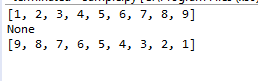 [1, 2, 3, 4, 5, 6, 7, 8, 9]
None
[9, 8, 7, 6, 5, 4, 3, 2, 1]